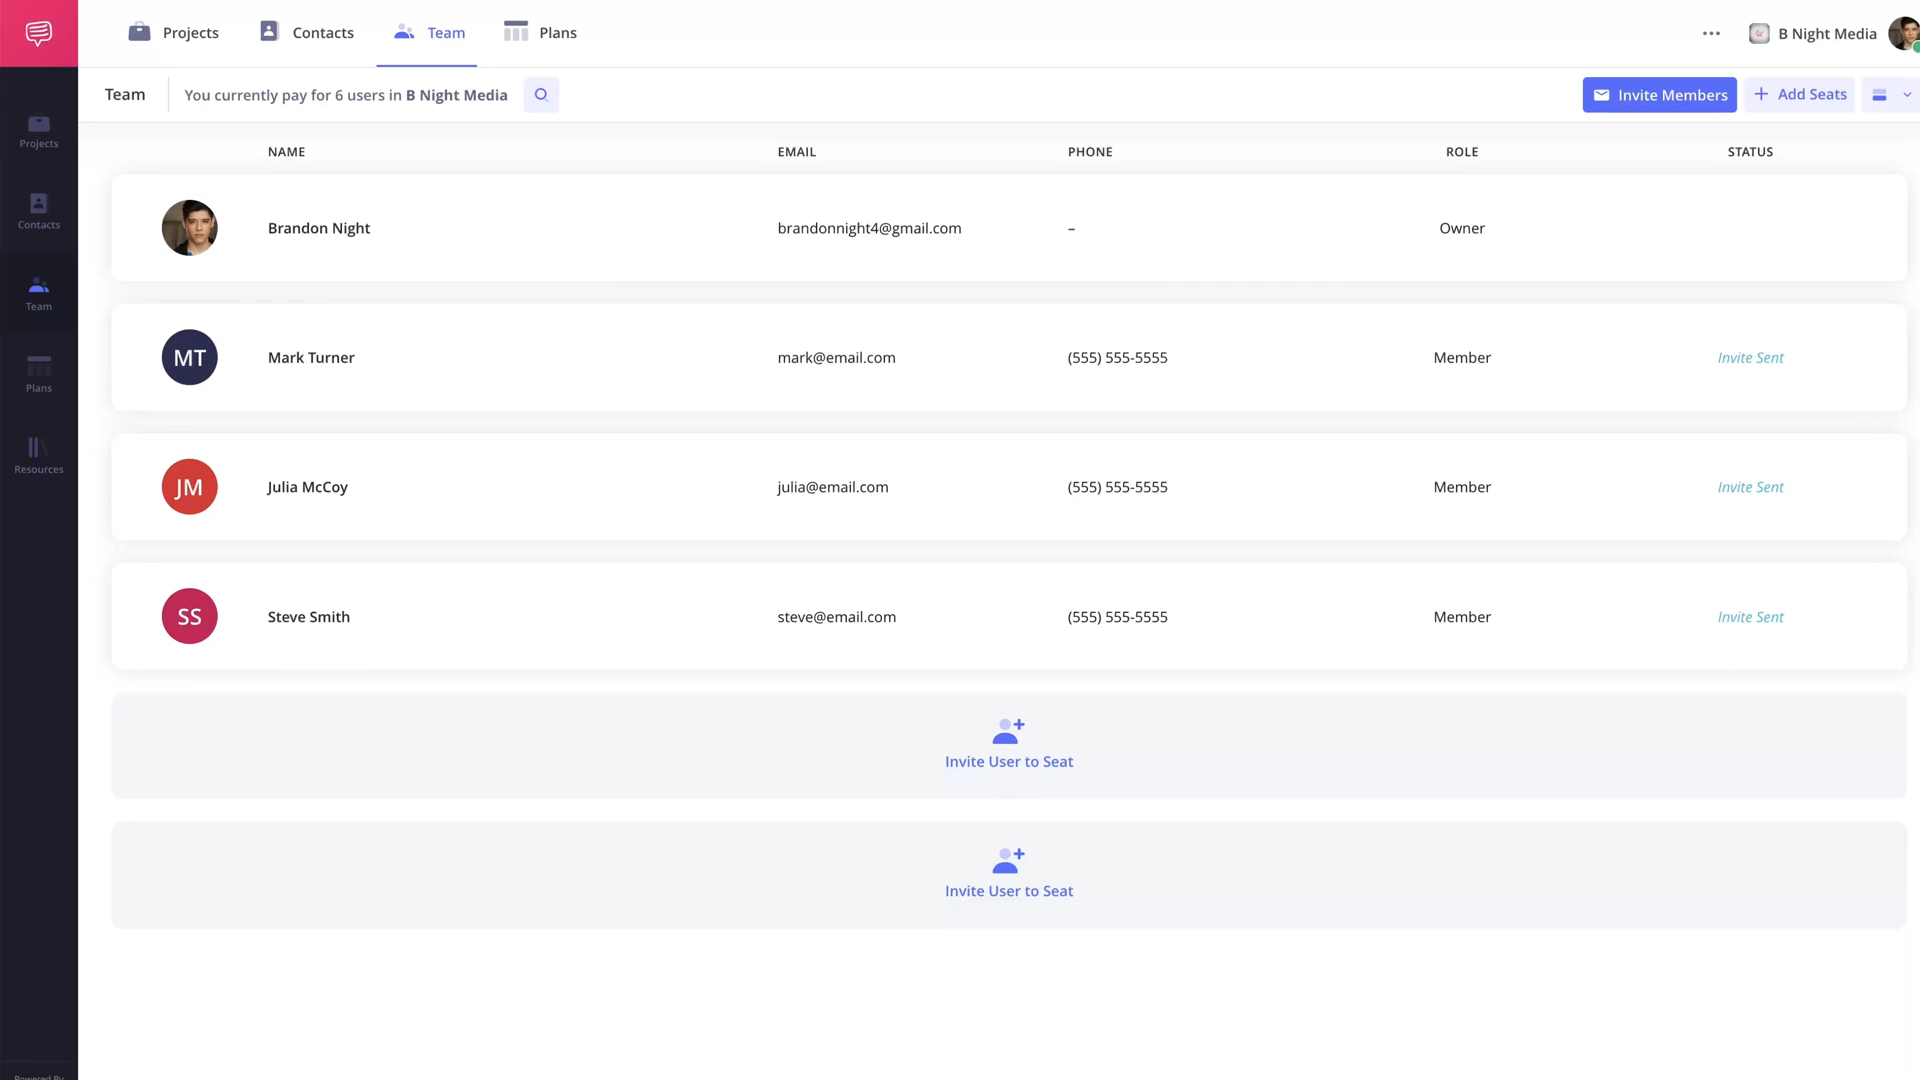 Projects Contacts Team Plans B Night Media
Team You currently pay for 6 users in B Night Media Invite Members Add Seats
Projects
Contacts
Team
Plans
Resources
NAME EMAIL PHONE ROLE STATUS
Brandon Night brandonnight4@gmail.com – Owner
MT Mark Turner mark@email.com (555) 555-5555 Member Invite Sent
JM Julia McCoy julia@email.com (555) 555-5555 Member Invite Sent
SS Steve Smith steve@email.com (555) 555-5555 Member Invite Sent
Invite User to Seat
Invite User to Seat
Powered By